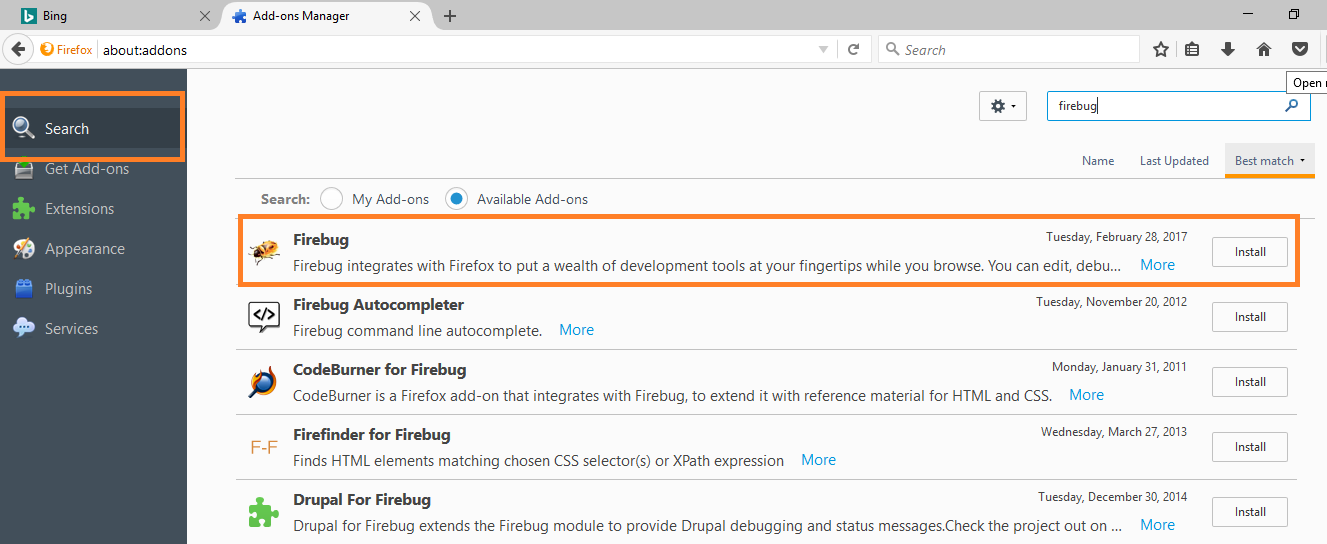 Bing
Add-ons Manager
Firefox about:addons
Search
Open
firebug
Search
Get Add-ons
Extensions
Appearance
Plugins
Services
Name Last Updated Best match
Search: My Add-ons Available Add-ons
Firebug Tuesday, February 28, 2017 Install
Firebug integrates with Firefox to put a wealth of development tools at your fingertips while you browse. You can edit, debu... More
Firebug Autocompleter Tuesday, November 20, 2012 Install
Firebug command line autocomplete. More
CodeBurner for Firebug Monday, January 31, 2011 Install
CodeBurner is a Firefox add-on that integrates with Firebug, to extend it with reference material for HTML and CSS. More
F-F Firefinder for Firebug Wednesday, March 27, 2013 Install
Finds HTML elements matching chosen CSS selector(s) or XPath expression More
Drupal For Firebug Tuesday, December 30, 2014 Install
Drupal for Firebug extends the Firebug module to provide Drupal debugging and status messages.Check the project out on ... More